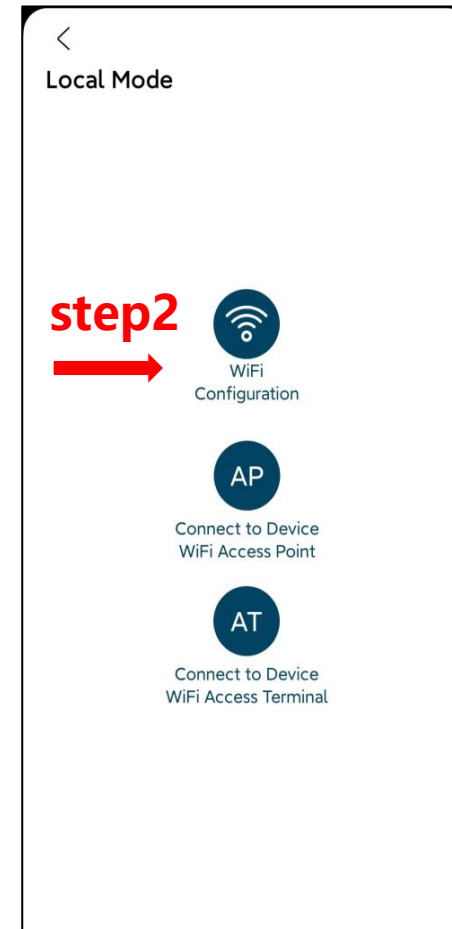 Local Mode
step2
WiFi
Configuration
AP
Connect to Device
WiFi Access Point
AT
Connect to Device
WiFi Access Terminal